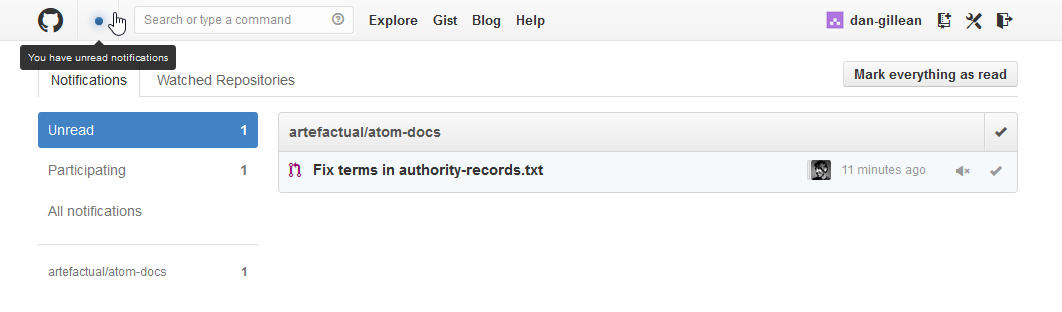 Search or type a command
Explore Gist Blog Help
dan-gillean
You have unread notifications
Notifications Watched Repositories
Mark everything as read
Unread 1
artefactual/atom-docs
Participating 1
Fix terms in authority-records.txt 11 minutes ago
All notifications
artefactual/atom-docs 1